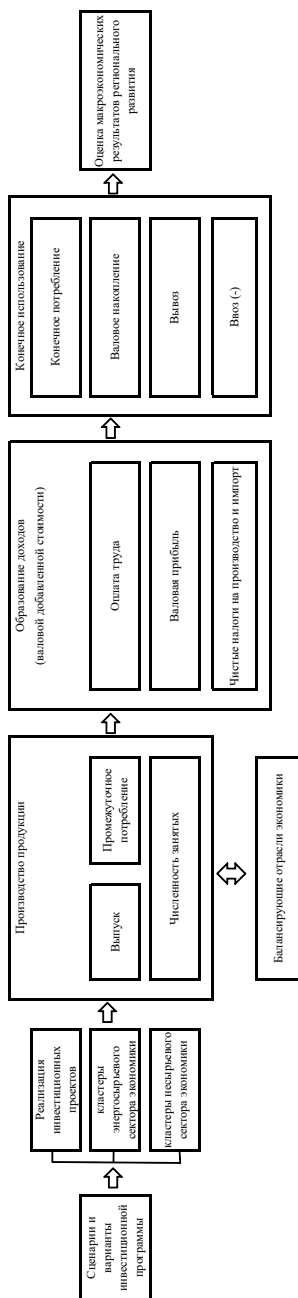 Сценарии и
варианты
инвестиционной
программы
Реализация
инвестиционных
проектов
кластеры
энергосырьевого
сектора экономики
кластеры несырьевого
сектора экономики
Производство продукции
Выпуск
Промежуточное
потребление
Численность занятых
Балансирующие отрасли экономики
Образование доходов
(валовой добавленной стоимости)
Оплата труда
Валовая прибыль
Чистые налоги на производство и импорт
Конечное использование
Конечное потребление
Валовое накопление
Вывоз
Ввоз (-)
Оценка макроэкономических
результатов регионального
развития